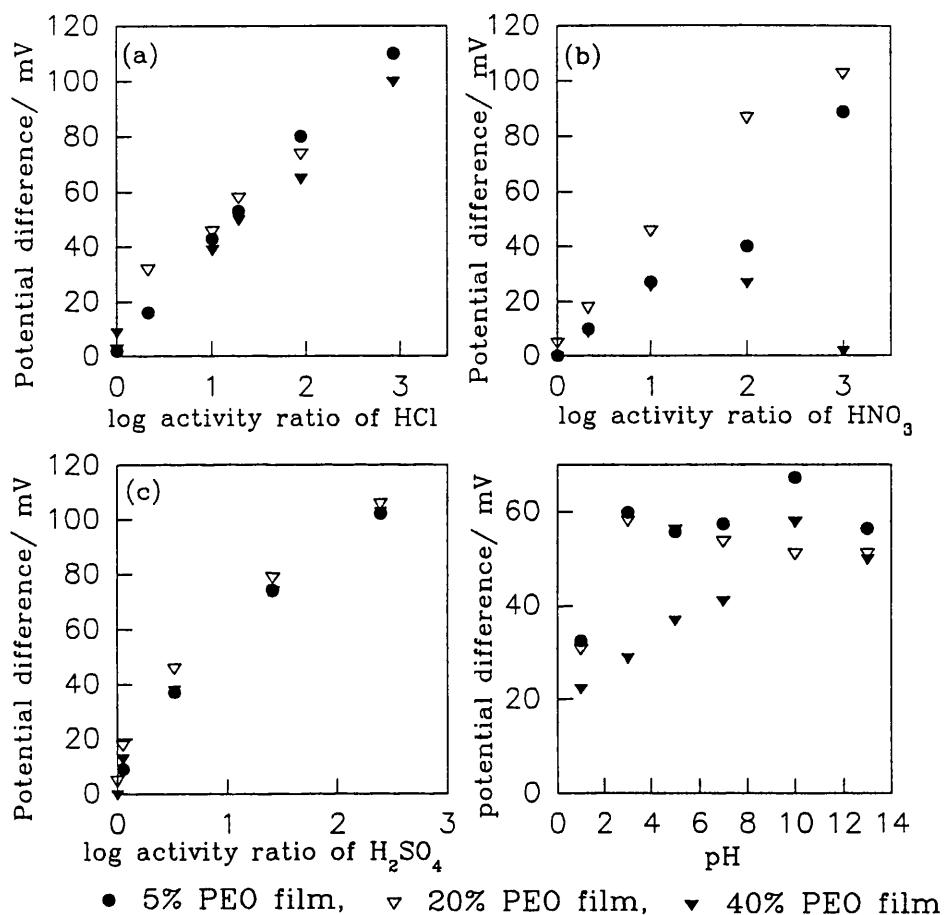 (a)
Potential difference/ mV
120
100
80
60
40
20
0
0 1 2 3
log activity ratio of HCl
(b)
Potential difference/ mV
120
100
80
60
40
20
0
0 1 2 3
log activity ratio of HNO₃
(c)
Potential difference/ mV
120
100
80
60
40
20
0
0 1 2 3
log activity ratio of H₂SO₄
potential difference/ mV
60
40
20
0
0 2 4 6 8 10 12 14
pH
5% PEO film, 20% PEO film, 40% PEO film